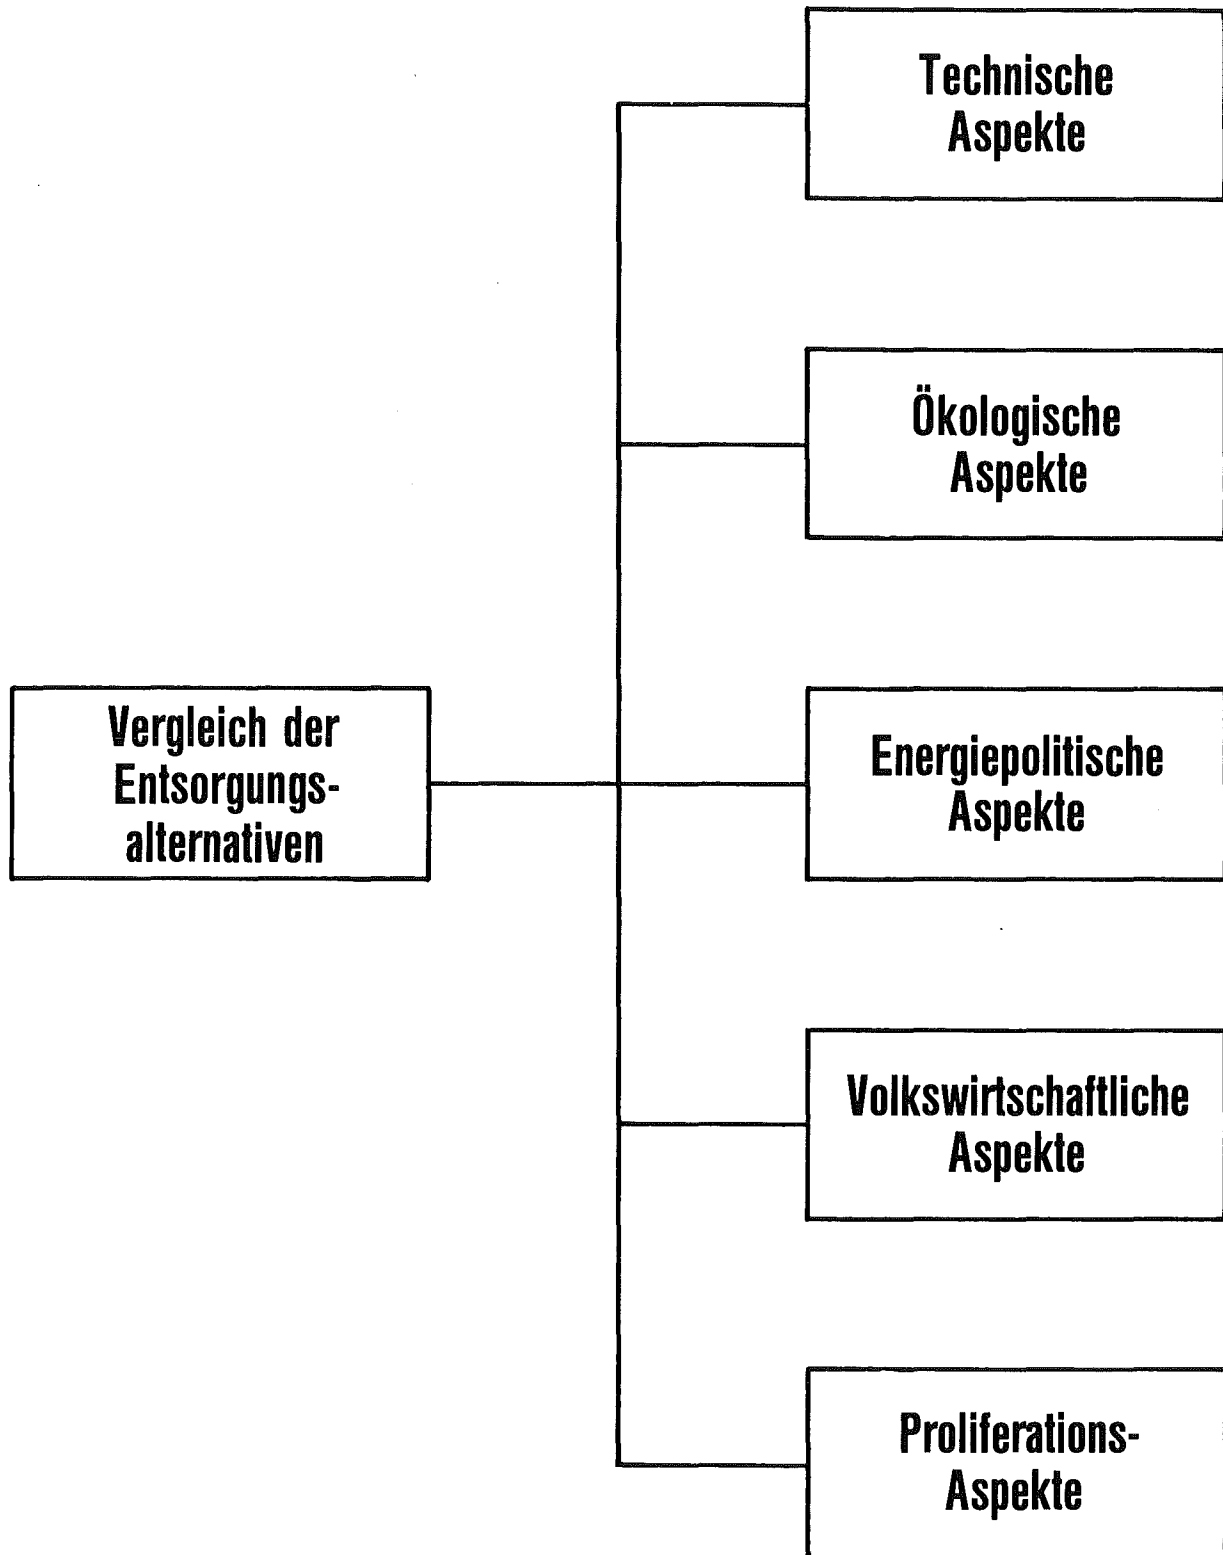 Technische
Aspekte
Ökologische
Aspekte
Vergleich der
Entsorgungs-
alternativen
Energiepolitische
Aspekte
Volkswirtschaftliche
Aspekte
Proliferations-
Aspekte